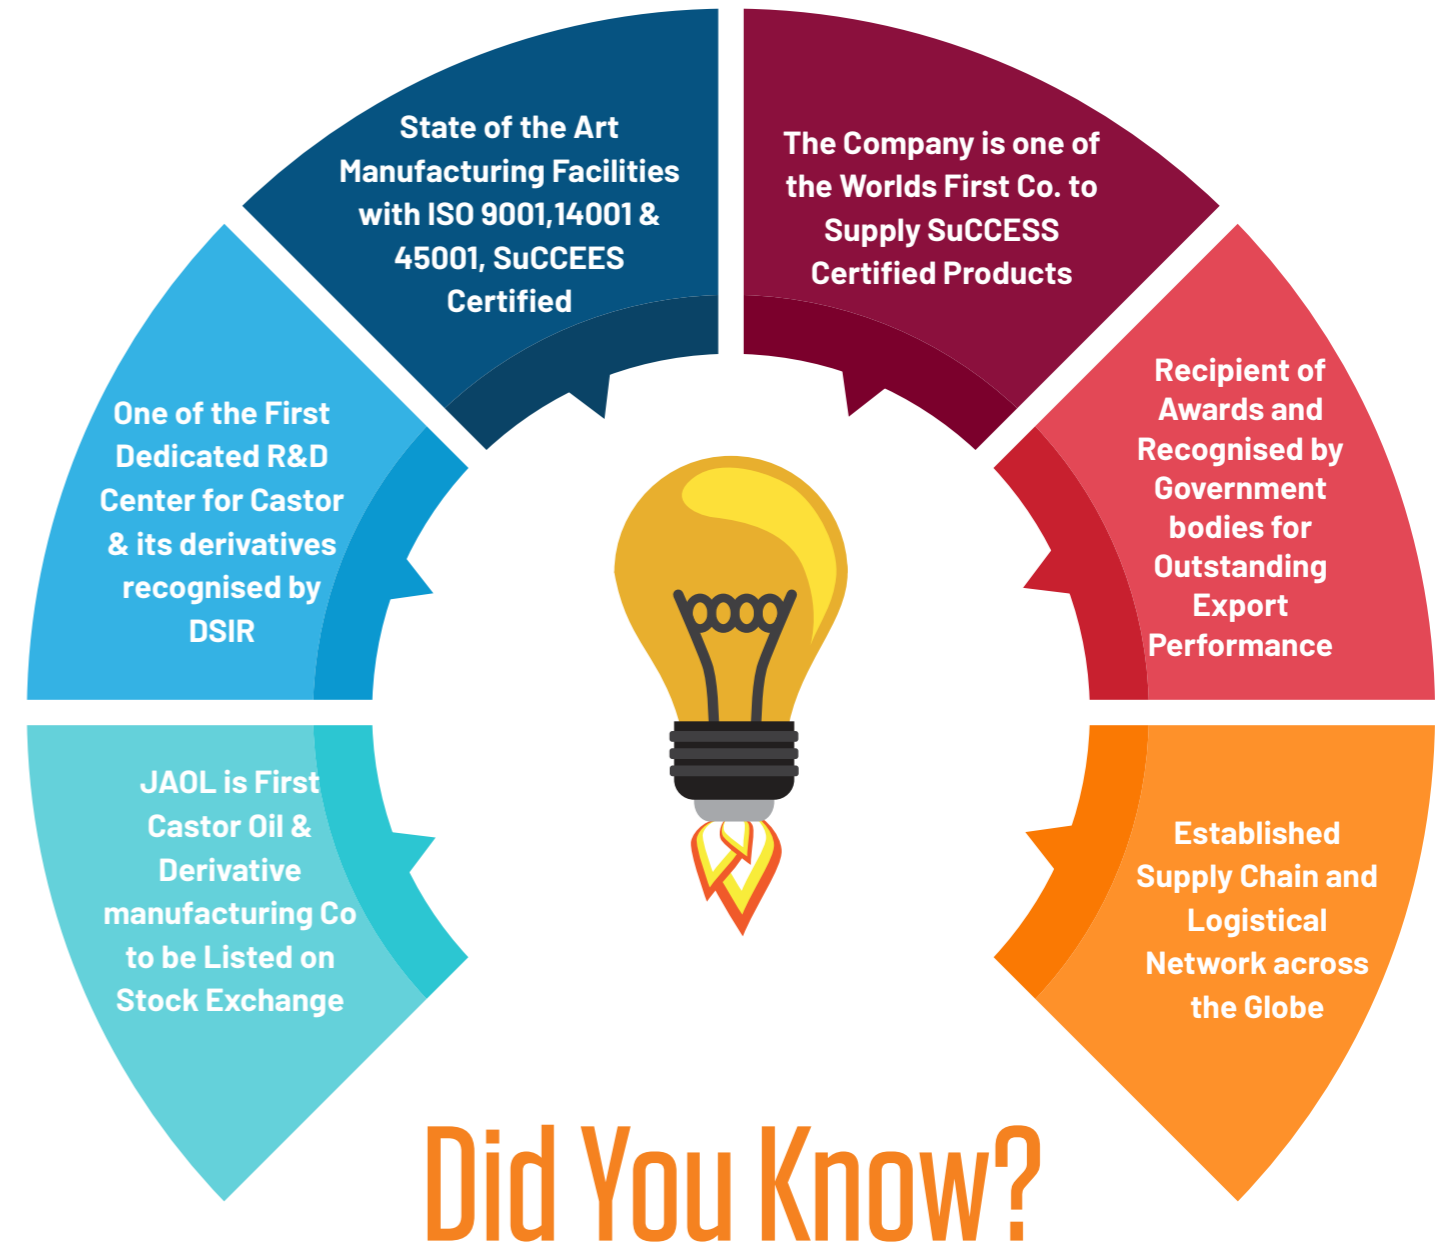 State of the Art
Manufacturing Facilities
with ISO 9001,14001 &
45001, SuCCEES
Certified
The Company is one of
the Worlds First Co. to
Supply SuCCESS
Certified Products
One of the First
Dedicated R&D
Center for Castor
& its derivatives
recognised by
DSIR
Recipient of
Awards and
Recognised by
Government
bodies for
Outstanding
Export
Performance
JAOL is First
Castor Oil &
Derivative
manufacturing Co
to be Listed on
Stock Exchange
Established
Supply Chain and
Logistical
Network across
the Globe
Did You Know?